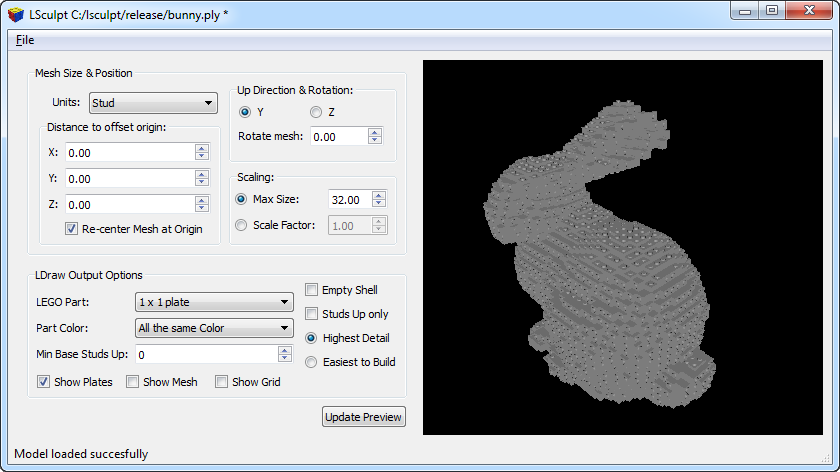 LSculpt C:/lsculpt/release/bunny.ply *
File
Mesh Size & Position
Units: Stud
Distance to offset origin:
X: 0.00
Y: 0.00
Z: 0.00
Re-center Mesh at Origin
Up Direction & Rotation:
Y Z
Rotate mesh: 0.00
Scaling:
Max Size: 32.00
Scale Factor: 1.00
LDraw Output Options
LEGO Part: 1 x 1 plate
Part Color: All the same Color
Min Base Studs Up: 0
Show Plates Show Mesh Show Grid
Empty Shell
Studs Up only
Highest Detail
Easiest to Build
Update Preview
Model loaded succesfully